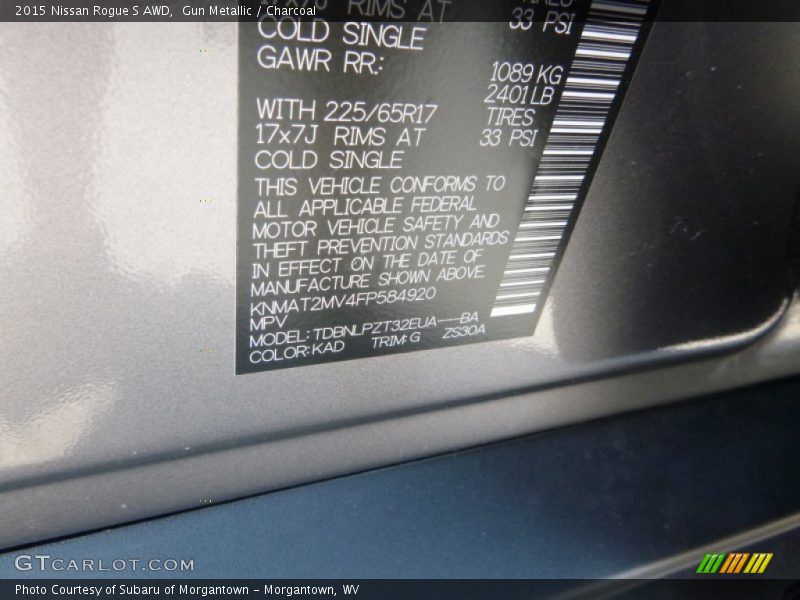 2015 Nissan Rogue S AWD, Gun Metallic / Charcoal
RIMS AT 33 PSI
COLD SINGLE
GAWR RR: 1089 KG
2401 LB
WITH 225/65R17 TIRES
17x7J RIMS AT 33 PSI
COLD SINGLE
THIS VEHICLE CONFORMS TO
ALL APPLICABLE FEDERAL
MOTOR VEHICLE SAFETY AND
THEFT PREVENTION STANDARDS
IN EFFECT ON THE DATE OF
MANUFACTURE SHOWN ABOVE
KNMAT2MV4FP584920
MPV
MODEL: TDBNLPZT32EUA----BA
COLOR: KAD TRIM: G ZS30A
GTCARLOT.COM
Photo Courtesy of Subaru of Morgantown - Morgantown, WV